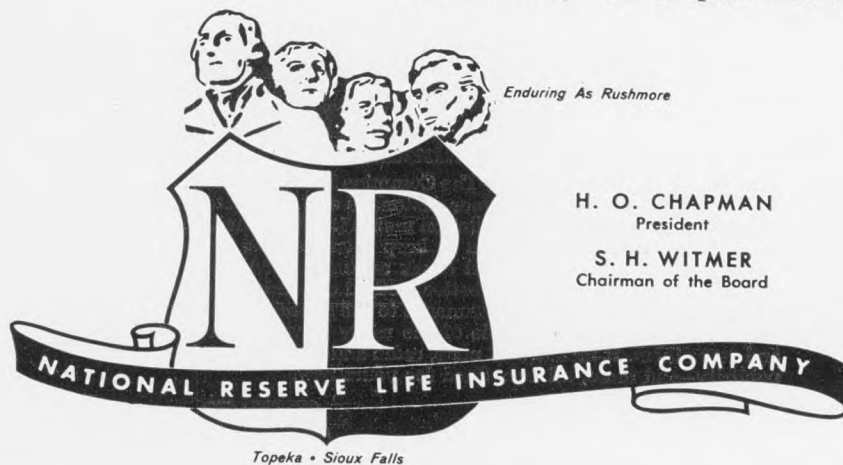 Enduring As Rushmore
H. O. CHAPMAN
President
S. H. WITMER
Chairman of the Board
NR
NATIONAL RESERVE LIFE INSURANCE COMPANY
Topeka • Sioux Falls